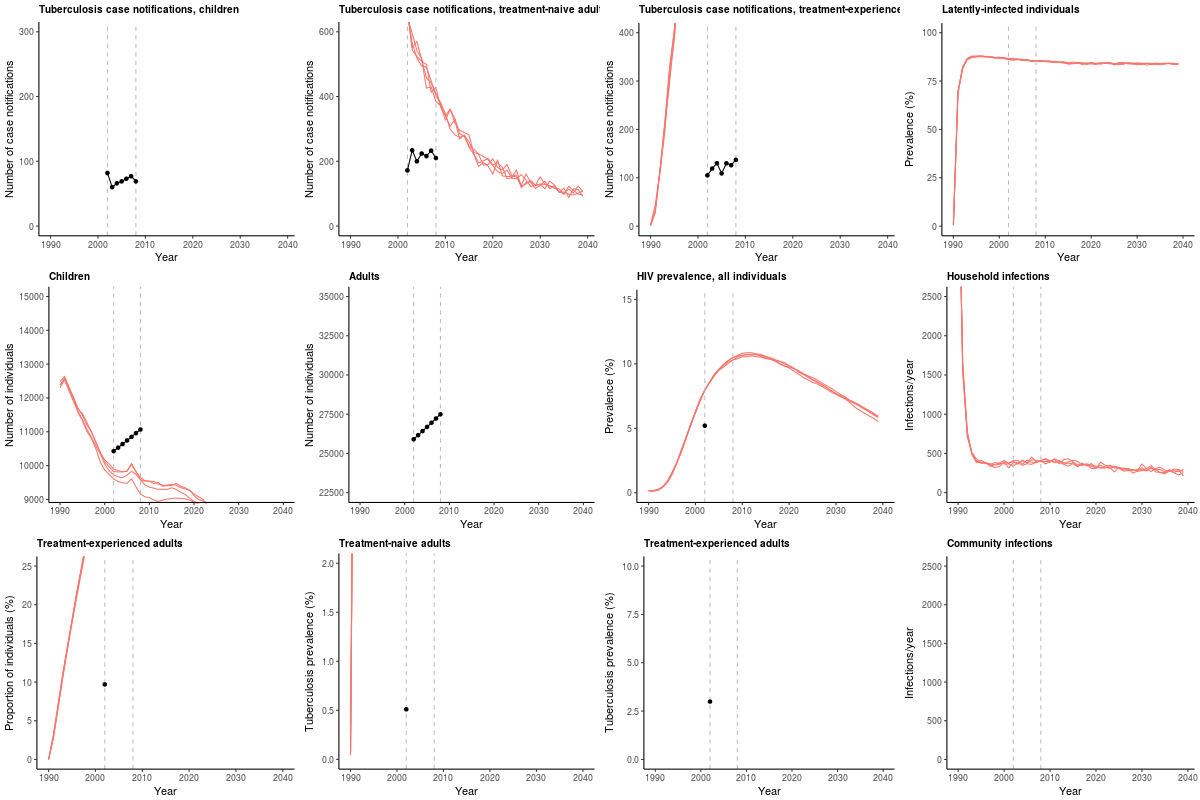 Tuberculosis case notifications, children
Number of case notifications
300
200
100
0
1990 2000 2010 2020 2030 2040
Year
Tuberculosis case notifications, treatment-naive adul
Number of case notifications
600
400
200
0
1990 2000 2010 2020 2030 2040
Year
Tuberculosis case notifications, treatment-experience
Number of case notifications
400
300
200
100
0
1990 2000 2010 2020 2030 2040
Year
Latently-infected individuals
Prevalence (%)
100
75
50
25
0
1990 2000 2010 2020 2030 2040
Year
Children
Number of individuals
15000
14000
13000
12000
11000
10000
9000
1990 2000 2010 2020 2030 2040
Year
Adults
Number of individuals
35000
32500
30000
27500
25000
22500
1990 2000 2010 2020 2030 2040
Year
HIV prevalence, all individuals
Prevalence (%)
15
10
5
0
1990 2000 2010 2020 2030 2040
Year
Household infections
Infections/year
2500
2000
1500
1000
500
0
1990 2000 2010 2020 2030 2040
Year
Treatment-experienced adults
Proportion of individuals (%)
25
20
15
10
5
0
1990 2000 2010 2020 2030 2040
Year
Treatment-naive adults
Tuberculosis prevalence (%)
2.0
1.5
1.0
0.5
0.0
1990 2000 2010 2020 2030 2040
Year
Treatment-experienced adults
Tuberculosis prevalence (%)
10.0
7.5
5.0
2.5
0.0
1990 2000 2010 2020 2030 2040
Year
Community infections
Infections/year
2500
2000
1500
1000
500
0
1990 2000 2010 2020 2030 2040
Year